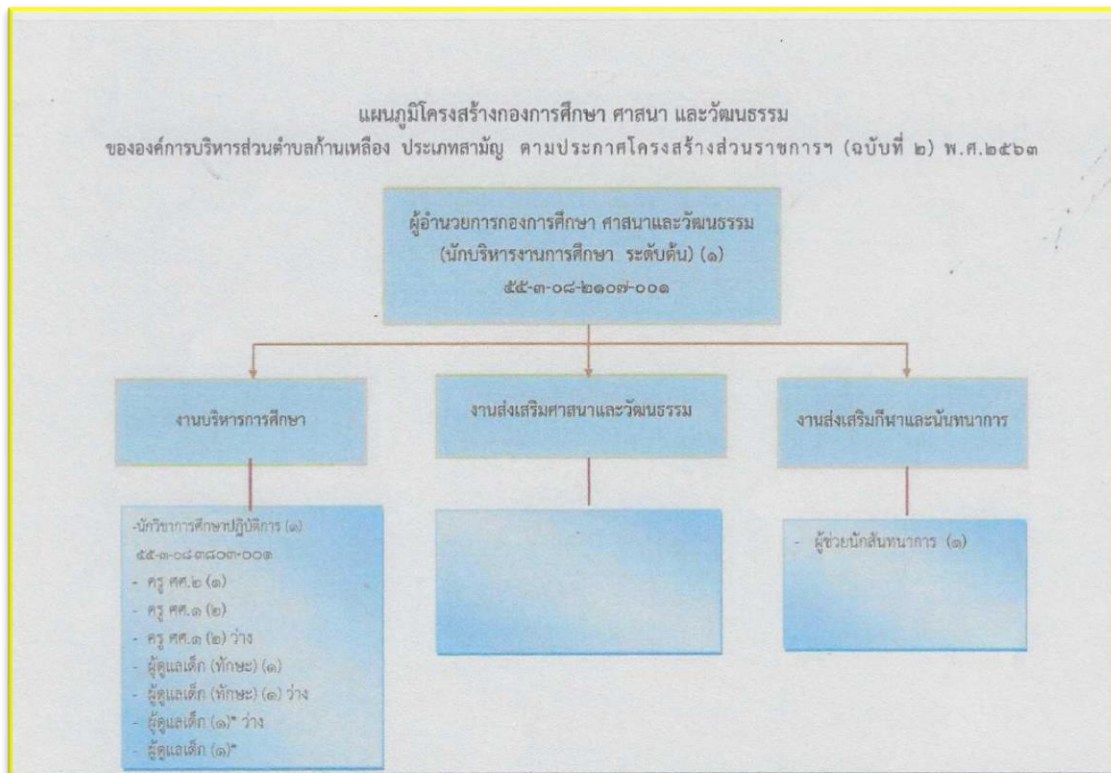 แผนภูมิโครงสร้างกองการศึกษา ศาสนา และวัฒนธรรม
ขององค์การบริหารส่วนตำบลก้านเหลือง ประเภทสามัญ ตามประกาศโครงสร้างส่วนราชการฯ (ฉบับที่ ๒) พ.ศ.๒๕๖๓
ผู้อำนวยการกองการศึกษา ศาสนาและวัฒนธรรม
(นักบริหารงานการศึกษา ระดับต้น) (๑)
๕๕-๓-๐๘-๒๑๐๗-๐๐๑
งานบริหารการศึกษา
งานส่งเสริมศาสนาและวัฒนธรรม
งานส่งเสริมกีฬาและนันทนาการ
-นักวิชาการศึกษาปฏิบัติการ (๑)
๕๕-๓-๐๘-๓๘๐๓-๐๐๑
- ครู ศศ.๒ (๑)
- ครู ศศ.๑ (๒)
- ครู ศศ.๑ (๒) ว่าง
- ผู้ดูแลเด็ก (ทักษะ) (๑)
- ผู้ดูแลเด็ก (ทักษะ) (๑) ว่าง
- ผู้ดูแลเด็ก (๑)* ว่าง
- ผู้ดูแลเด็ก (๑)*
- ผู้ช่วยนักสันทนาการ (๑)